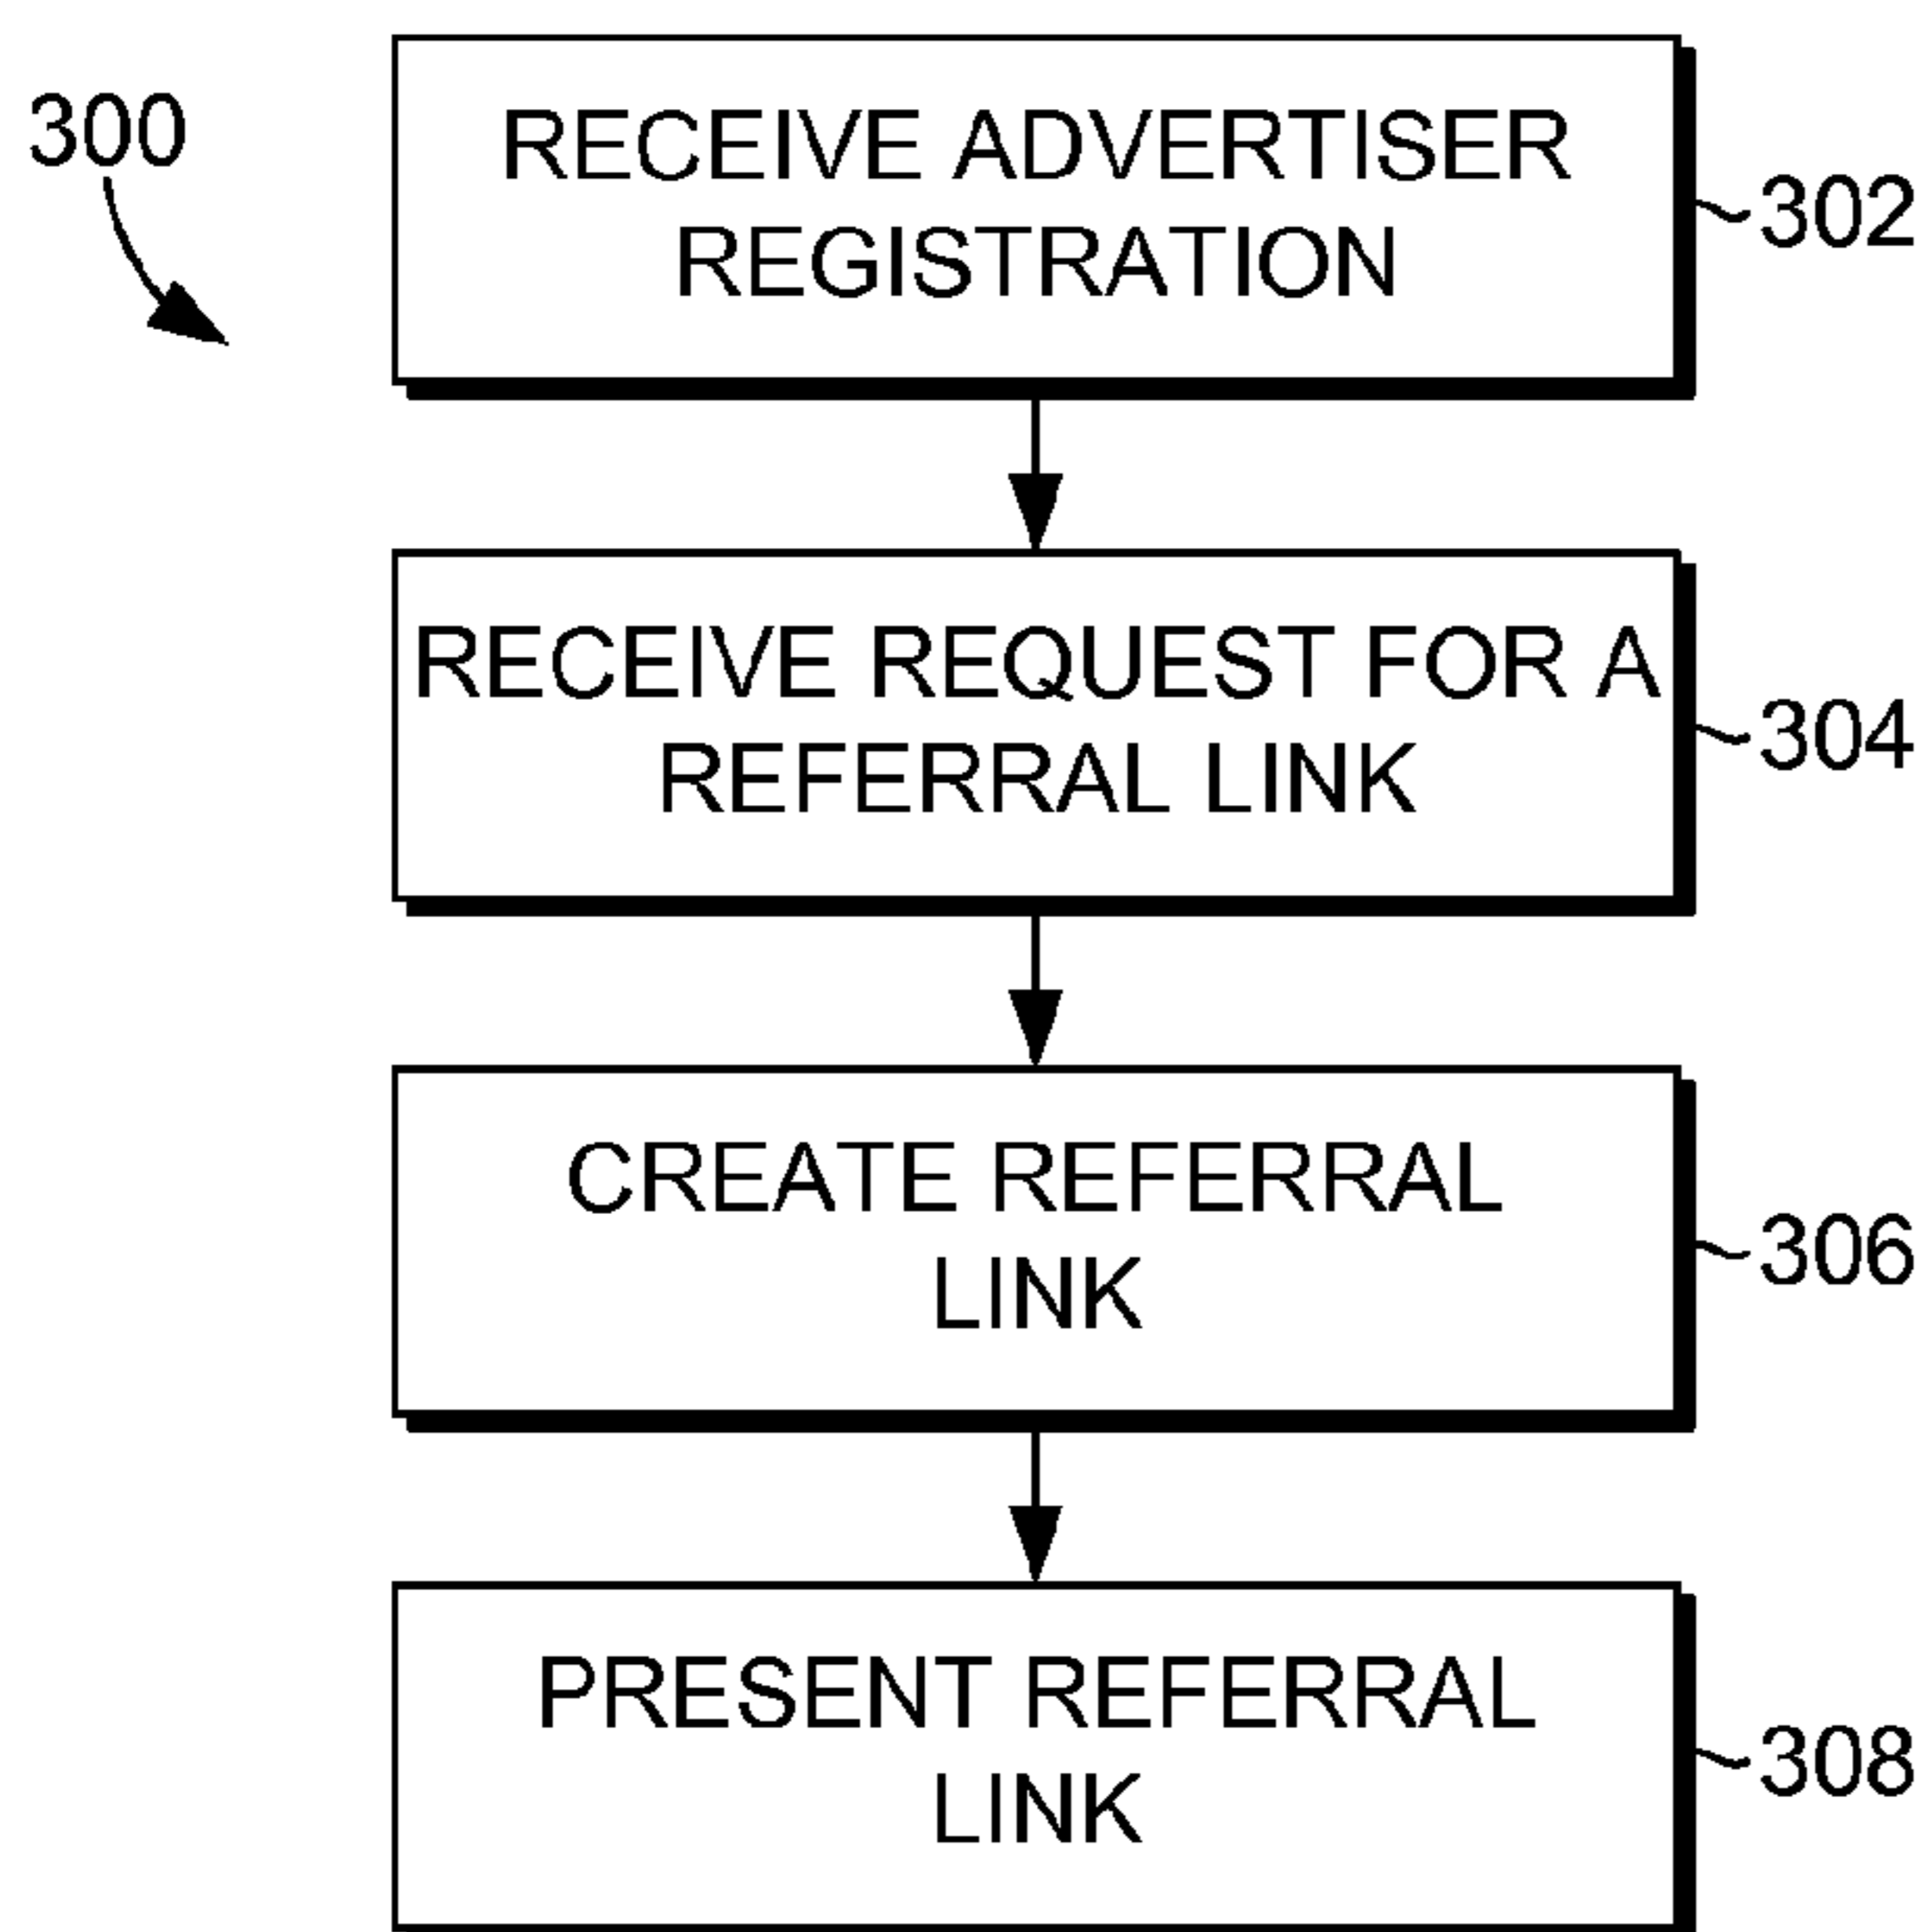 300
RECEIVE ADVERTISER
REGISTRATION
302
RECEIVE REQUEST FOR A
REFERRAL LINK
304
CREATE REFERRAL
LINK
306
PRESENT REFERRAL
LINK
308